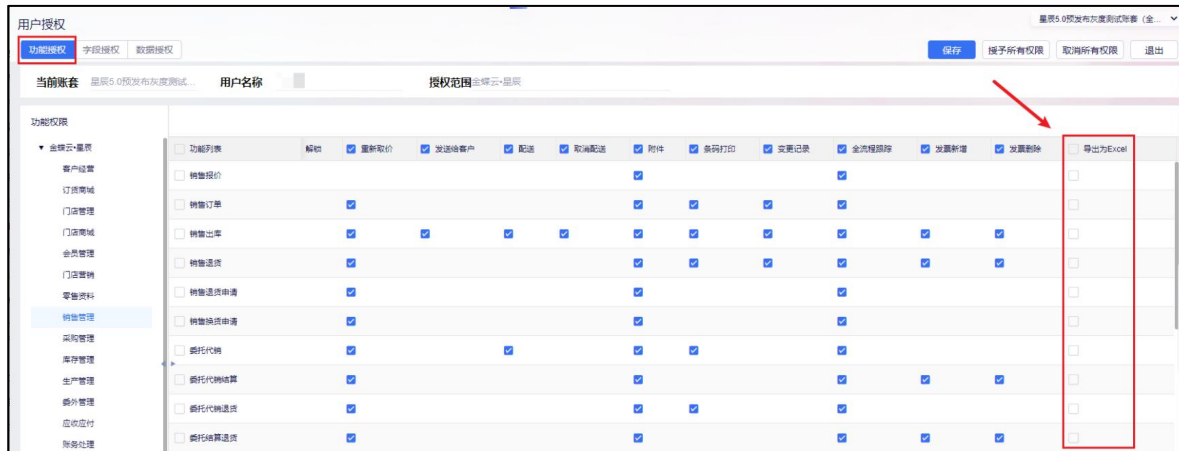 用户授权
星辰5.0预发布灰度测试账套（金...
功能授权 字段授权 数据授权
保存 授予所有权限 取消所有权限 退出
当前账套 星辰5.0预发布灰度测试... 用户名称 授权范围 金蝶云•星辰
功能权限
金蝶云•星辰
客户经营
订货商城
门店管理
门店商城
会员管理
门店营销
零售资料
销售管理
采购管理
库存管理
生产管理
委外管理
应收应付
账务处理
功能列表 解锁 重新取价 发送给客户 配送 取消配送 附件 条码打印 变更记录 全流程跟踪 发票新增 发票删除 导出为Excel
销售报价
销售订单
销售出库
销售退货
销售退货申请
销售换货申请
委托代销
委托代销结算
委托代销退货
委托结算退货